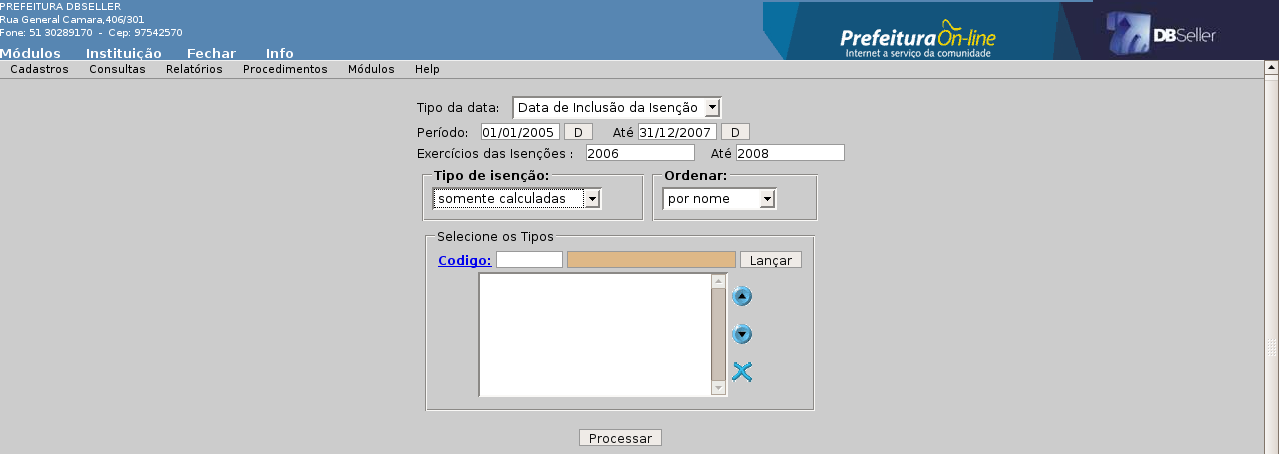 PREFEITURA DBSELLER
Rua General Camara,406/301
Fone: 51 30289170 - Cep: 97542570
Módulos Instituição Fechar Info
Prefeitura On-line
Internet a serviço da comunidade
DBSeller
Cadastros Consultas Relatórios Procedimentos Módulos Help
Tipo da data: Data de Inclusão da Isenção
Período: 01/01/2005 D Até 31/12/2007 D
Exercícios das Isenções : 2006 Até 2008
Tipo de isenção: Ordenar:
somente calculadas por nome
Selecione os Tipos
Codigo: Lançar
Processar